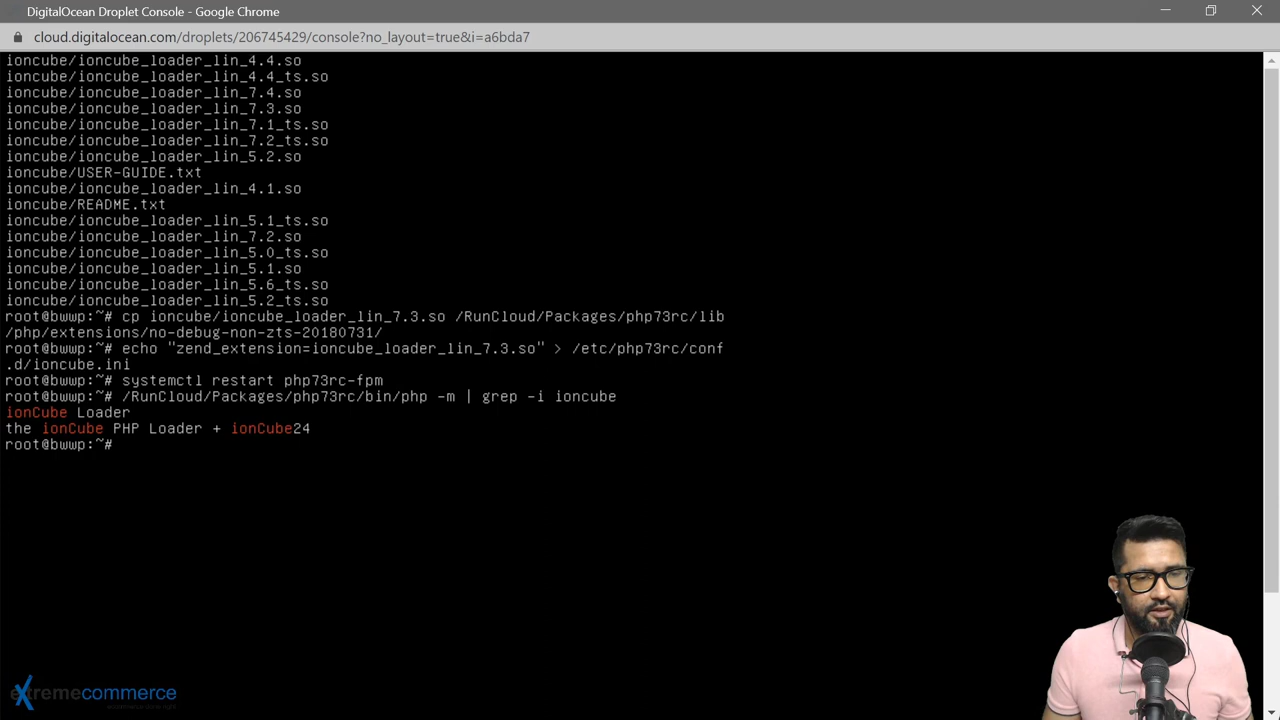 DigitalOcean Droplet Console - Google Chrome
cloud.digitalocean.com/droplets/206745429/console?no_layout=true&i=a6bda7
ioncube/ioncube_loader_lin_4.4.so
ioncube/ioncube_loader_lin_4.4_ts.so
ioncube/ioncube_loader_lin_7.4.so
ioncube/ioncube_loader_lin_7.3.so
ioncube/ioncube_loader_lin_7.1_ts.so
ioncube/ioncube_loader_lin_7.2_ts.so
ioncube/ioncube_loader_lin_5.2.so
ioncube/USER-GUIDE.txt
ioncube/ioncube_loader_lin_4.1.so
ioncube/README.txt
ioncube/ioncube_loader_lin_5.1_ts.so
ioncube/ioncube_loader_lin_7.2.so
ioncube/ioncube_loader_lin_5.0_ts.so
ioncube/ioncube_loader_lin_5.1.so
ioncube/ioncube_loader_lin_5.6_ts.so
ioncube/ioncube_loader_lin_5.2_ts.so
root@bwwp:~# cp ioncube/ioncube_loader_lin_7.3.so /RunCloud/Packages/php73rc/lib
/php/extensions/no-debug-non-zts-20180731/
root@bwwp:~# echo "zend_extension=ioncube_loader_lin_7.3.so" > /etc/php73rc/conf
.d/ioncube.ini
root@bwwp:~# systemctl restart php73rc-fpm
root@bwwp:~# /RunCloud/Packages/php73rc/bin/php -m | grep -i ioncube
ionCube Loader
the ionCube PHP Loader + ionCube24
root@bwwp:~#
extremecommerce